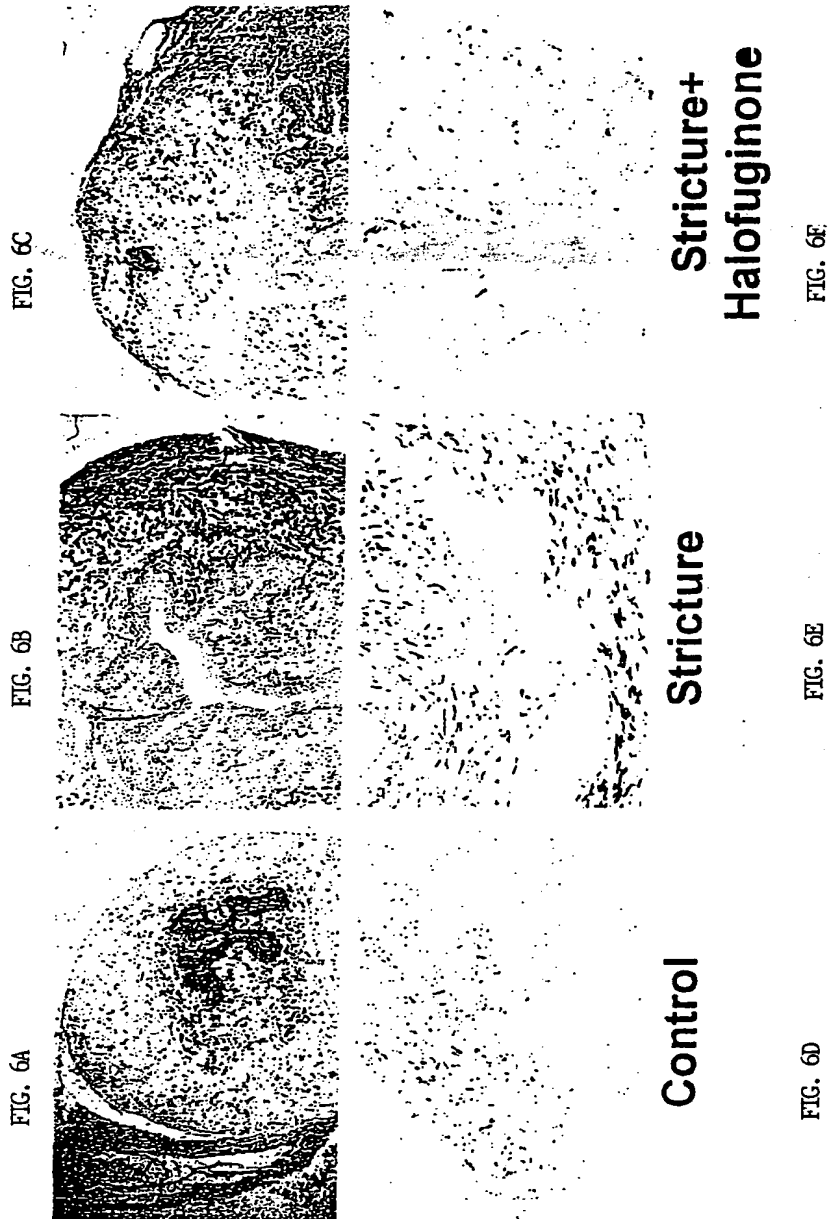 FIG. 6A
FIG. 6B
FIG. 6C
Control
Stricture
Stricture+
Halofuginone
FIG. 6D
FIG. 6E
FIG. 6F